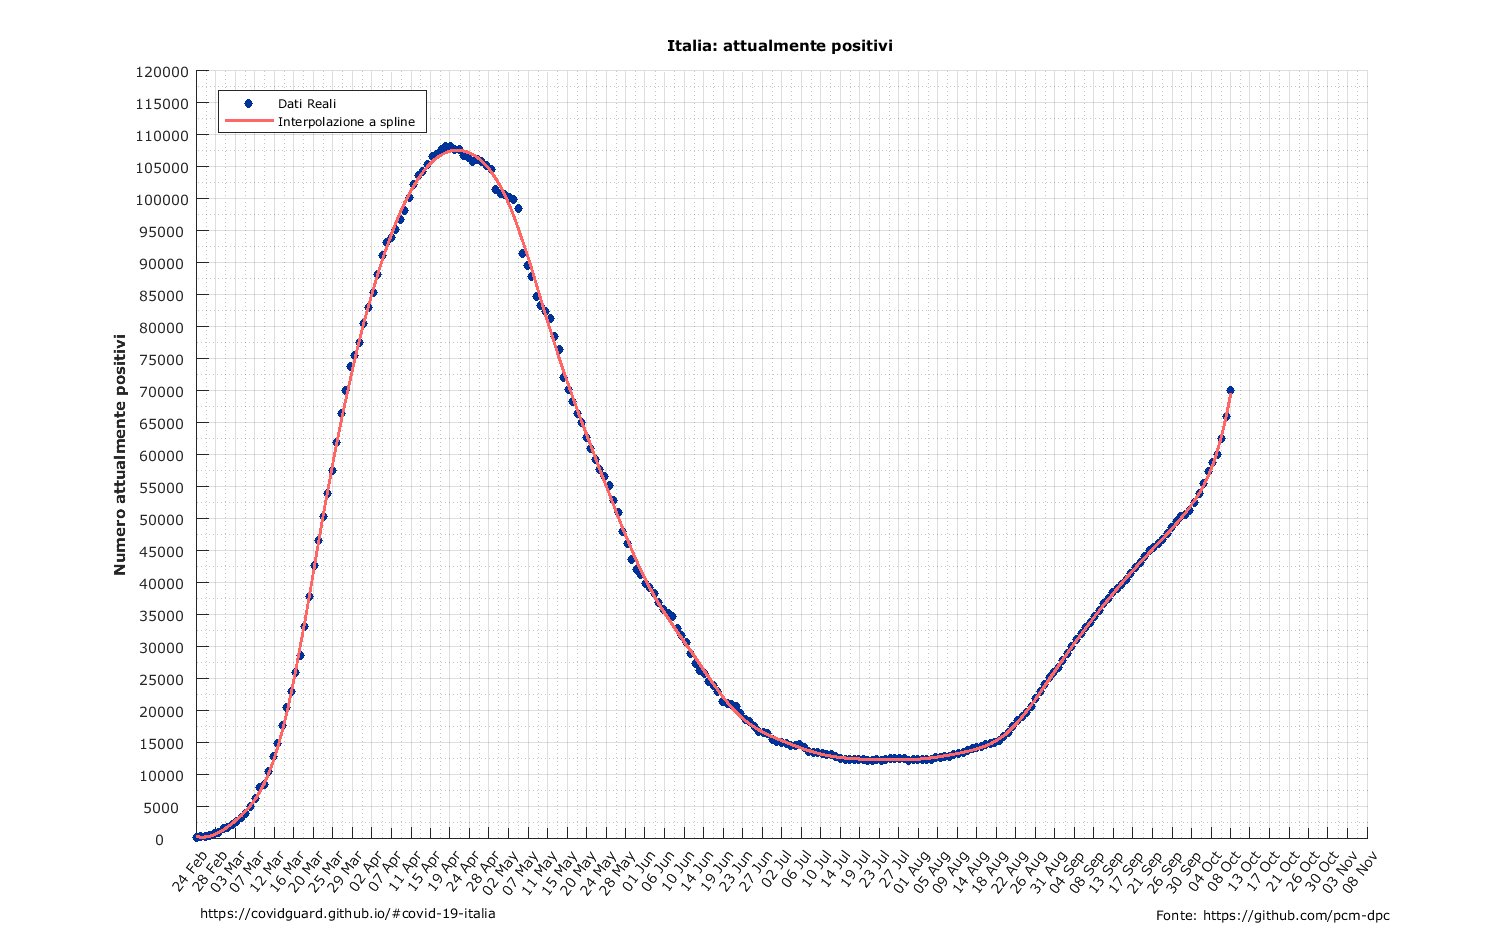 Italia: attualmente positivi
Dati Reali
Interpolazione a spline
Numero attualmente positivi
120000
115000
110000
105000
100000
95000
90000
85000
80000
75000
70000
65000
60000
55000
50000
45000
40000
35000
30000
25000
20000
15000
10000
5000
0
24 Feb
28 Feb
03 Mar
07 Mar
12 Mar
16 Mar
20 Mar
25 Mar
29 Mar
02 Apr
07 Apr
11 Apr
15 Apr
19 Apr
24 Apr
28 Apr
02 May
07 May
11 May
15 May
20 May
24 May
28 May
01 Jun
06 Jun
10 Jun
14 Jun
19 Jun
23 Jun
27 Jun
02 Jul
06 Jul
10 Jul
14 Jul
19 Jul
23 Jul
27 Jul
01 Aug
05 Aug
09 Aug
14 Aug
18 Aug
22 Aug
26 Aug
31 Aug
04 Sep
08 Sep
13 Sep
17 Sep
21 Sep
26 Sep
30 Sep
04 Oct
08 Oct
13 Oct
17 Oct
21 Oct
26 Oct
30 Oct
03 Nov
08 Nov
https://covidguard.github.io/#covid-19-italia
Fonte: https://github.com/pcm-dpc